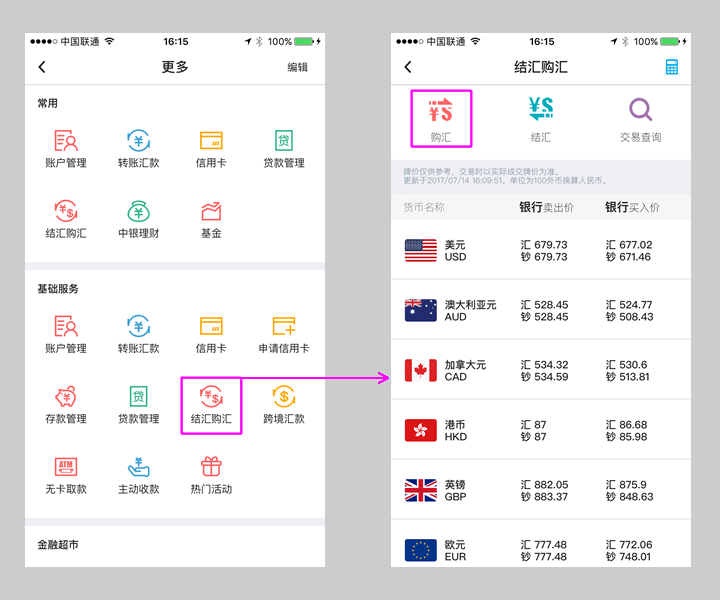 中国联通
16:15
100%
更多
编辑
常用
账户管理
转账汇款
信用卡
贷款管理
贷
结汇购汇
中银理财
基金
基础服务
账户管理
转账汇款
信用卡
申请信用卡
贷
存款管理
贷款管理
结汇购汇
跨境汇款
ATM
无卡取款
主动收款
热门活动
金融超市
中国联通
16:15
100%
结汇购汇
购汇
结汇
交易查询
牌价仅供参考，交易时以实际成交牌价为准。
更新于2017/07/14 16:09:51，单位为100外币换算人民币。
货币名称 银行卖出价 银行买入价
美元 汇 679.73 汇 677.02
USD 钞 679.73 钞 671.46
澳大利亚元 汇 528.45 汇 524.77
AUD 钞 528.45 钞 508.43
加拿大元 汇 534.32 汇 530.6
CAD 钞 534.59 钞 513.81
港币 汇 87 汇 86.68
HKD 钞 87 钞 85.98
英镑 汇 882.05 汇 875.9
GBP 钞 883.37 钞 848.63
欧元 汇 777.48 汇 772.06
EUR 钞 777.48 钞 748.01